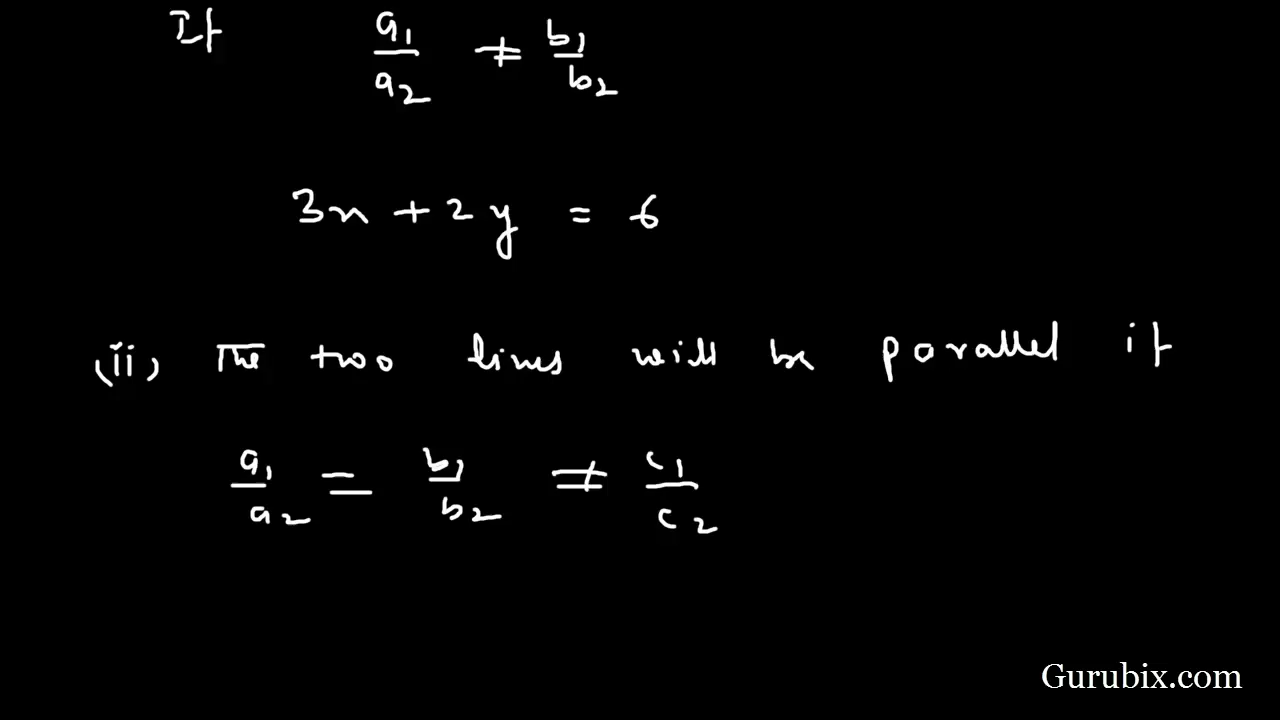 If a₁/a₂ ≠ b₁/b₂
3x + 2y = 6
(ii) The two lines will be parallel if
a₁/a₂ = b₁/b₂ ≠ c₁/c₂
Gurubix.com